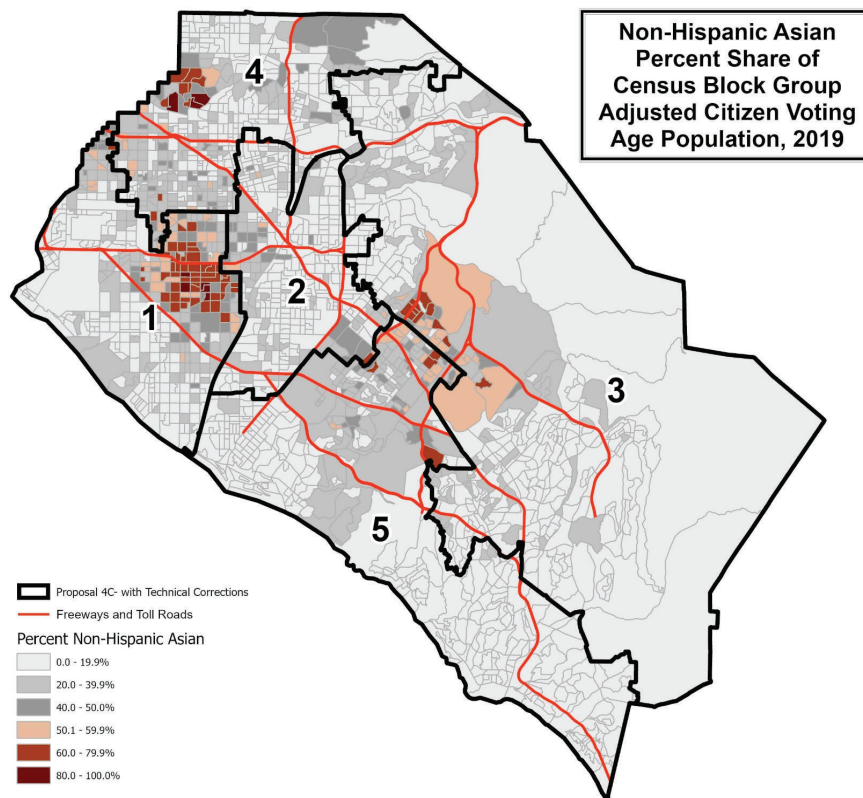 Non-Hispanic Asian
Percent Share of
Census Block Group
Adjusted Citizen Voting
Age Population, 2019
4
2
1
3
5
Proposal 4C- with Technical Corrections
Freeways and Toll Roads
Percent Non-Hispanic Asian
0.0 - 19.9%
20.0 - 39.9%
40.0 - 50.0%
50.1 - 59.9%
60.0 - 79.9%
80.0 - 100.0%